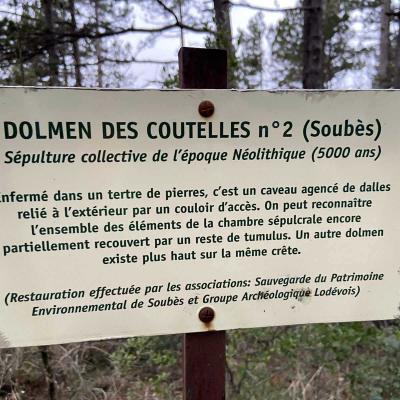 DOLMEN DES COUTELLES n°2 (Soubès)
Sépulture collective de l'époque Néolithique (5000 ans)
Enfermé dans un tertre de pierres, c'est un caveau agencé de dalles
relié à l'extérieur par un couloir d'accès. On peut reconnaître
l'ensemble des éléments de la chambre sépulcrale encore
partiellement recouvert par un reste de tumulus. Un autre dolmen
existe plus haut sur la même crête.
(Restauration effectuée par les associations: Sauvegarde du Patrimoine
Environnemental de Soubès et Groupe Archéologique Lodévois)